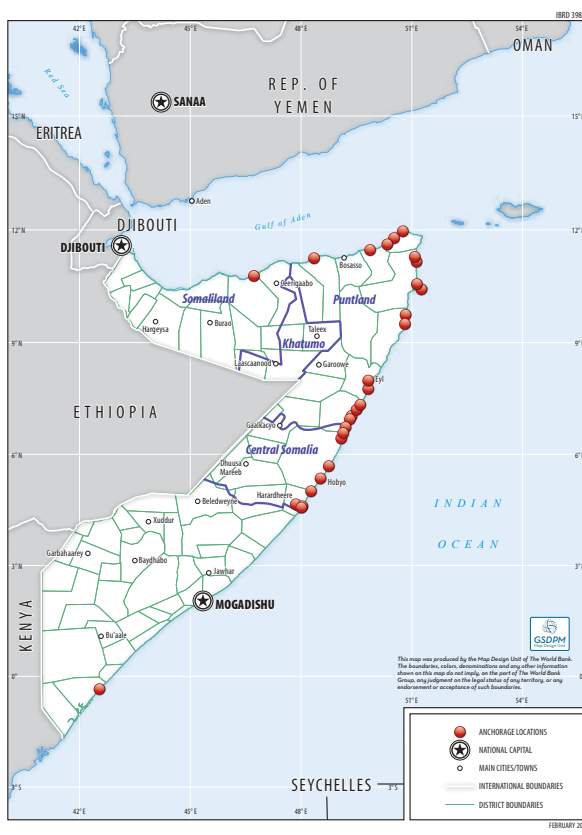 IBRD 398
42°E
45°E
48°E
51°E
54°E
OMAN
Red Sea
REP. OF
YEMEN
SANAA
15°N
ERITREA
Aden
Gulf of Aden
12°N
DJIBOUTI
DJIBOUTI
Bosasso
Ceerigaabo
Somaliland
Puntland
Hargeysa
Burao
Taleex
Khatumo
9°N
Laascaanood
Garoowe
Eyl
ETHIOPIA
Gaalkacyo
Central Somalia
6°N
Dhuusa
Mareeb
Hobyo
Harardheere
Beledweyne
INDIAN
OCEAN
Xuddur
Garbahaarey
Baydhabo
3°N
Jawhar
MOGADISHU
KENYA
Bu'aale
GSDPM
Map Design Unit
This map was produced by the Map Design Unit of The World Bank.
The boundaries, colors, denominations and any other information
shown on this map do not imply, on the part of The World Bank
Group, any judgment on the legal status of any territory, or any
endorsement or acceptance of such boundaries.
0°
51°E
54°E
ANCHORAGE LOCATIONS
NATIONAL CAPITAL
MAIN CITIES/TOWNS
INTERNATIONAL BOUNDARIES
DISTRICT BOUNDARIES
SEYCHELLES
3°S
3°S
42°E
45°E
48°E
FEBRUARY 20